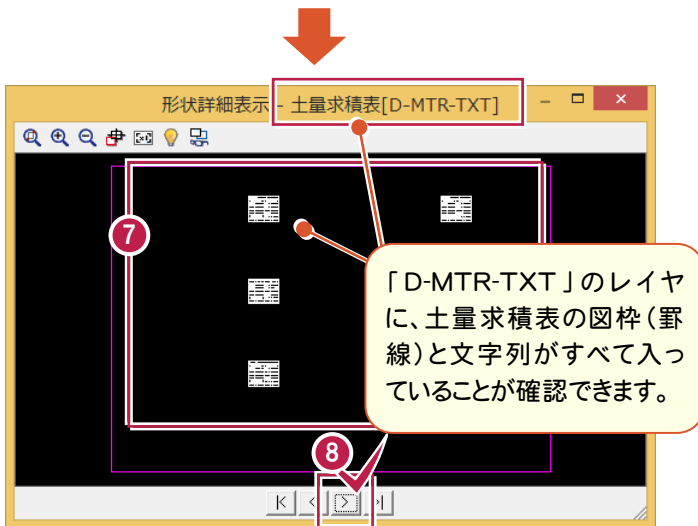 形状詳細表示 - 土量求積表[D-MTR-TXT]
7
「D-MTR-TXT」のレイヤ
に、土量求積表の図枠（罫
線）と文字列がすべて入っ
ていることが確認できます。
8